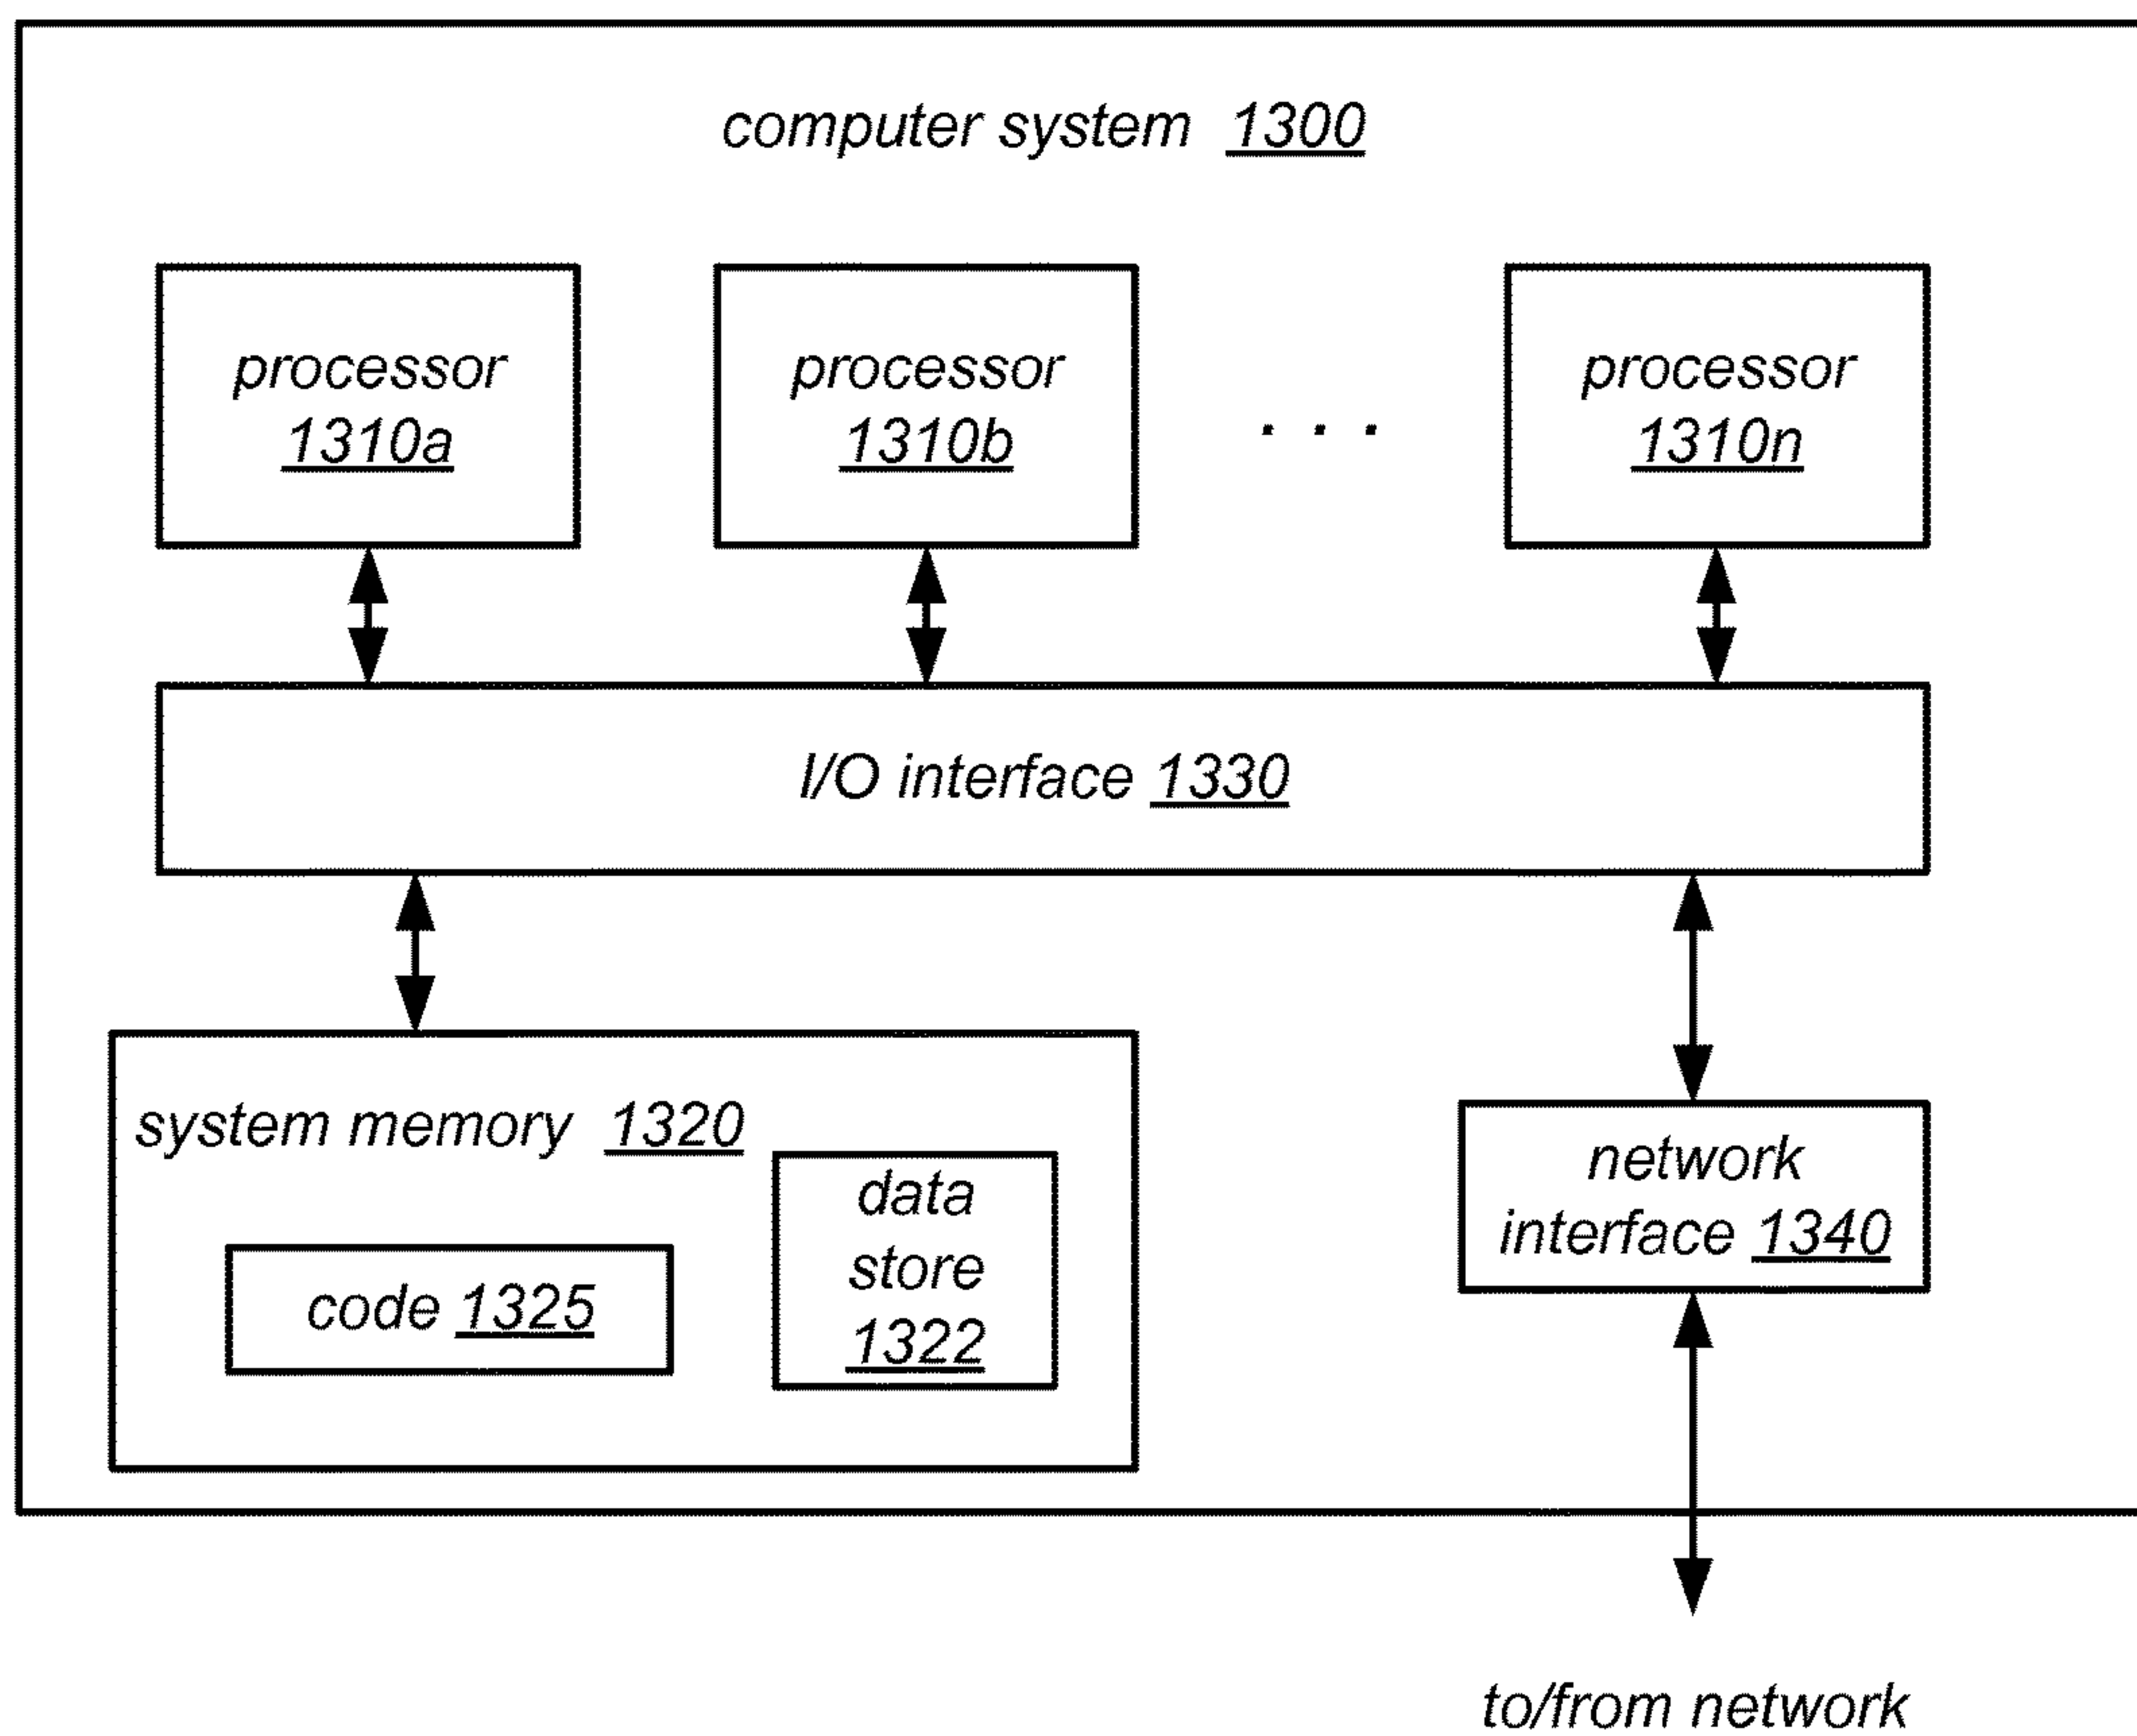 computer system 1300
processor
1310a
processor
1310b
. . .
processor
1310n
I/O interface 1330
system memory 1320
data
store
1322
code 1325
network
interface 1340
to/from network